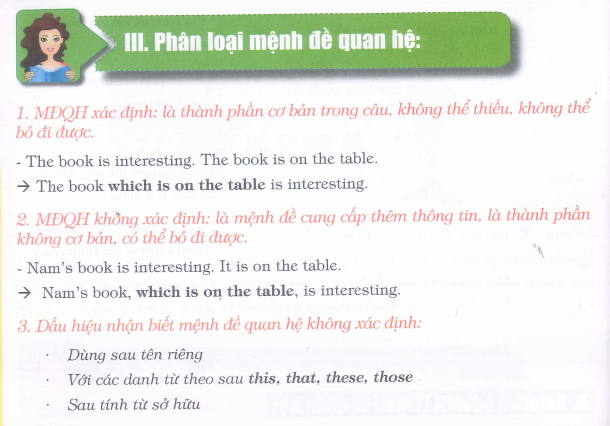 III. Phân loại mệnh đề quan hệ:
1. MĐQH xác định: là thành phần cơ bản trong câu, không thể thiếu, không thể
bỏ đi được.
- The book is interesting. The book is on the table.
→ The book which is on the table is interesting.
2. MĐQH không xác định: là mệnh đề cung cấp thêm thông tin, là thành phần
không cơ bản, có thể bỏ đi được.
- Nam's book is interesting. It is on the table.
→ Nam's book, which is on the table, is interesting.
3. Dấu hiệu nhận biết mệnh đề quan hệ không xác định:
· Dùng sau tên riêng
· Với các danh từ theo sau this, that, these, those
· Sau tính từ sở hữu